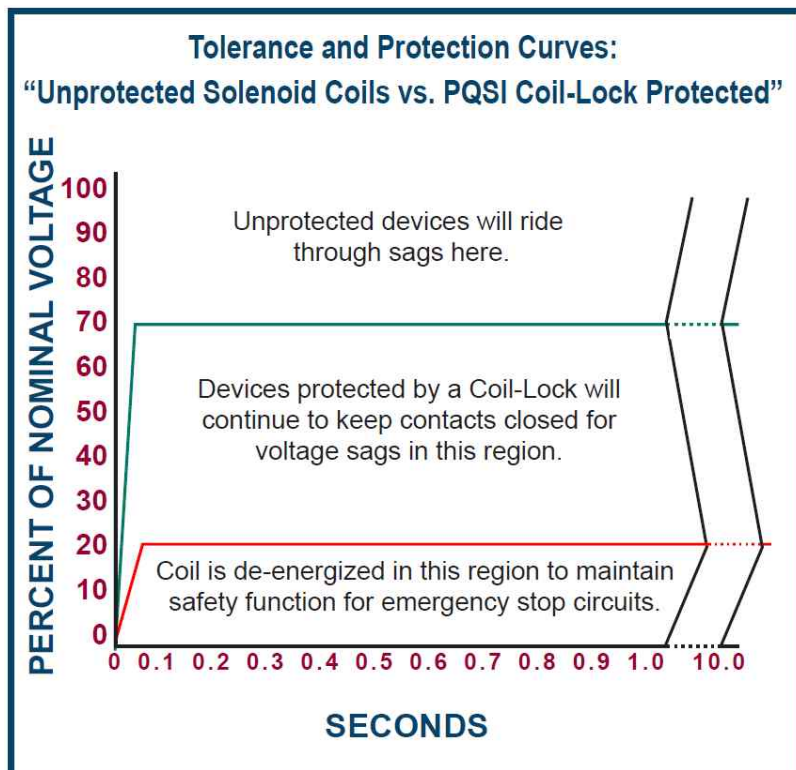 Tolerance and Protection Curves:
“Unprotected Solenoid Coils vs. PQSI Coil-Lock Protected”
PERCENT OF NOMINAL VOLTAGE
100
90
80
70
60
50
40
30
20
10
0
Unprotected devices will ride
through sags here.
Devices protected by a Coil-Lock will
continue to keep contacts closed for
voltage sags in this region.
Coil is de-energized in this region to maintain
safety function for emergency stop circuits.
0 0.1 0.2 0.3 0.4 0.5 0.6 0.7 0.8 0.9 1.0 10.0
SECONDS